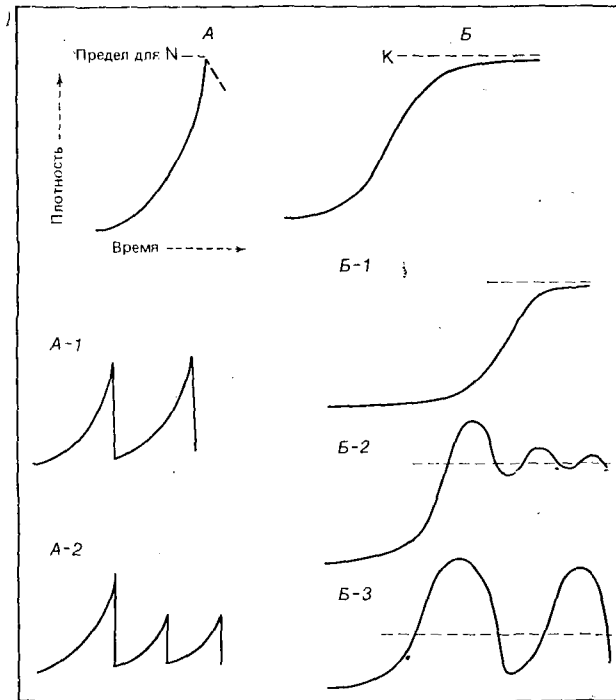 А
Б
Предел для N
K
Плотность
Время
Б-1
А-1
Б-2
А-2
Б-3